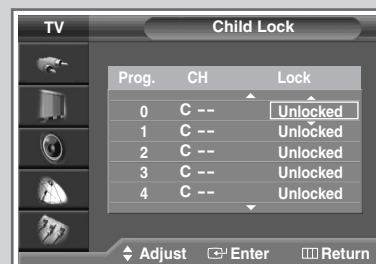 TV Child Lock
Prog. CH Lock
0 C -- Unlocked
1 C -- Unlocked
2 C -- Unlocked
3 C -- Unlocked
4 C -- Unlocked
Adjust Enter Return